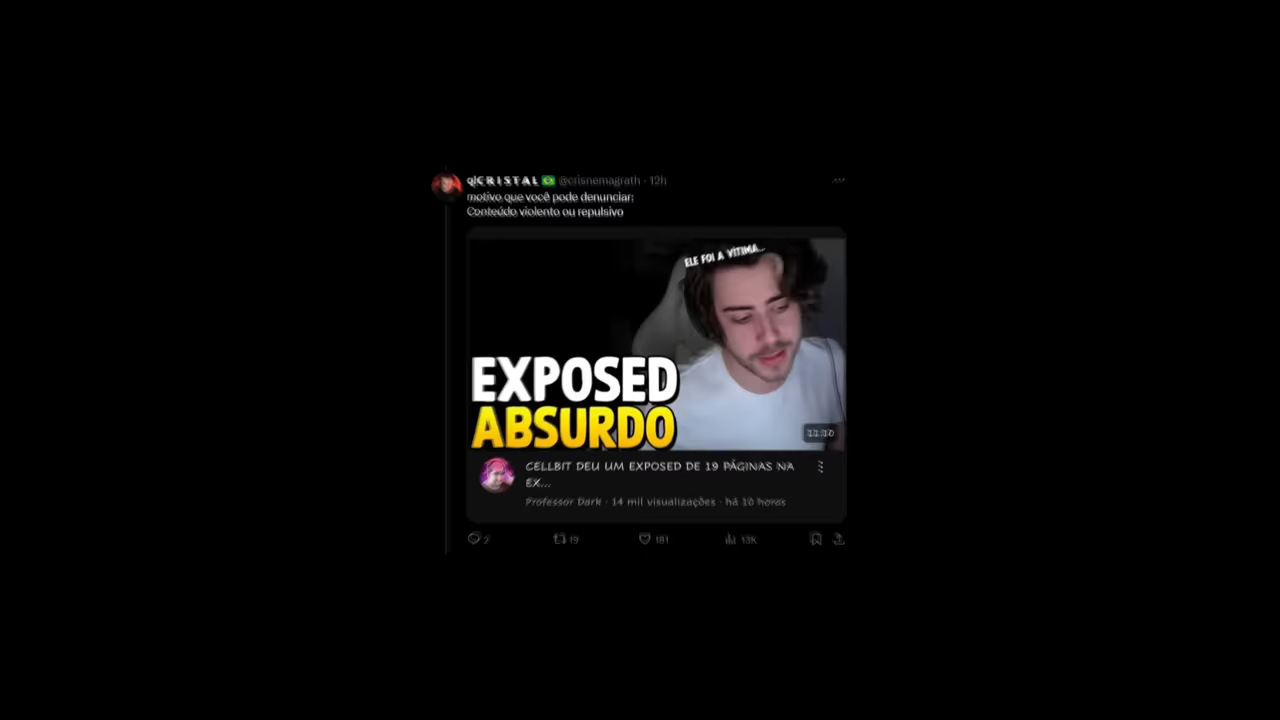 q!CRISTAL @crisnemagrath · 12h
motivo que você pode denunciar:
Conteúdo violento ou repulsivo
ELE FOI A VÍTIMA...
EXPOSED
ABSURDO
CELLBIT DEU UM EXPOSED DE 19 PÁGINAS NA
EX...
Professor Dark · 14 mil visualizações · há 10 horas
2 19 181 13K